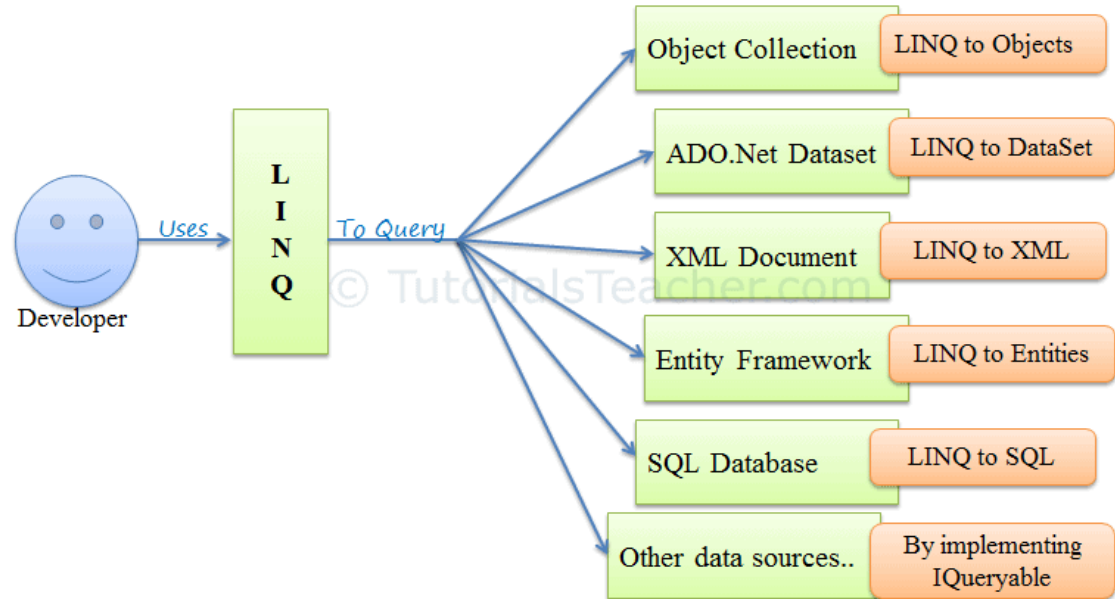 Object Collection
LINQ to Objects
ADO.Net Dataset
LINQ to DataSet
L
I
N
Q
Uses
To Query
XML Document
LINQ to XML
© TutorialsTeacher.com
Developer
Entity Framework
LINQ to Entities
SQL Database
LINQ to SQL
Other data sources..
By implementing
IQueryable